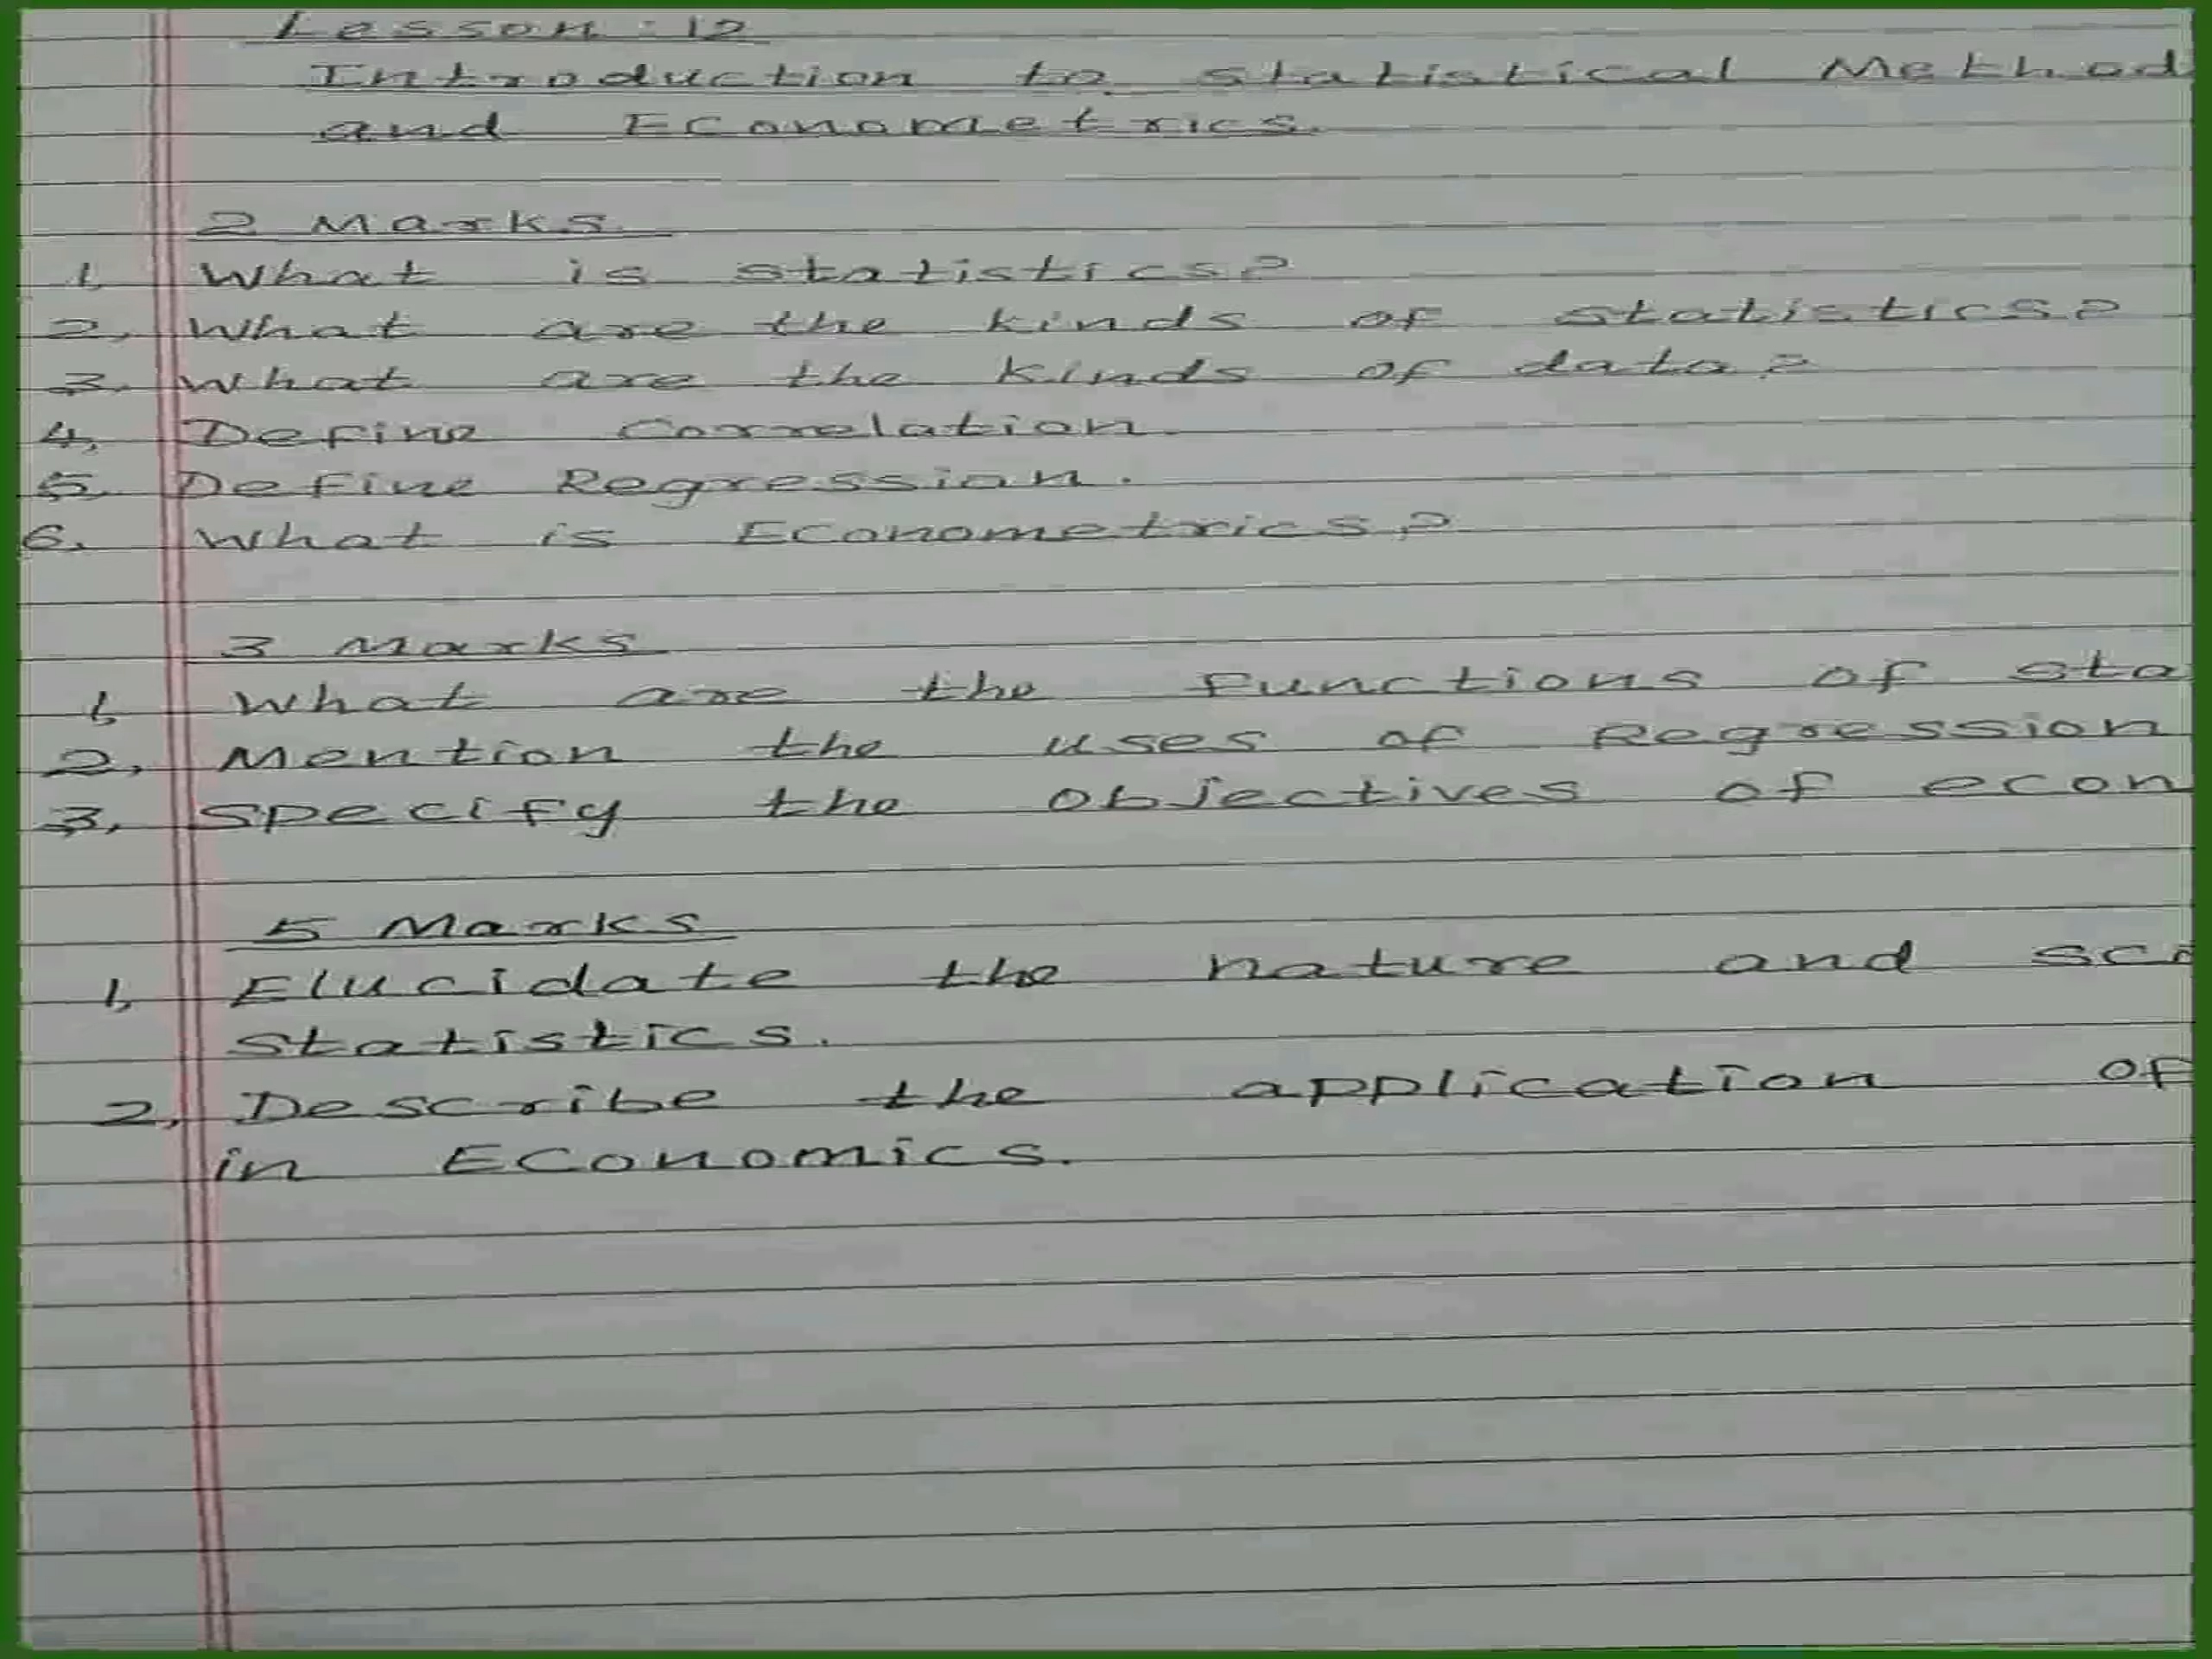 Lesson: 12
Introduction to statistical Method
and Econometrics.
2 Marks
1, What is statistics?
2, What are the kinds of statistics?
3. What are the kinds of data?
4, Define Correlation.
5. Define Regression.
6. What is Econometrics?
3 Marks
1, What are the functions of sta
2, Mention the uses of Regression
3, Specify the objectives of econ
5 Marks
1, Elucidate the nature and
Statistics.
2, Describe the application of
in Economics.